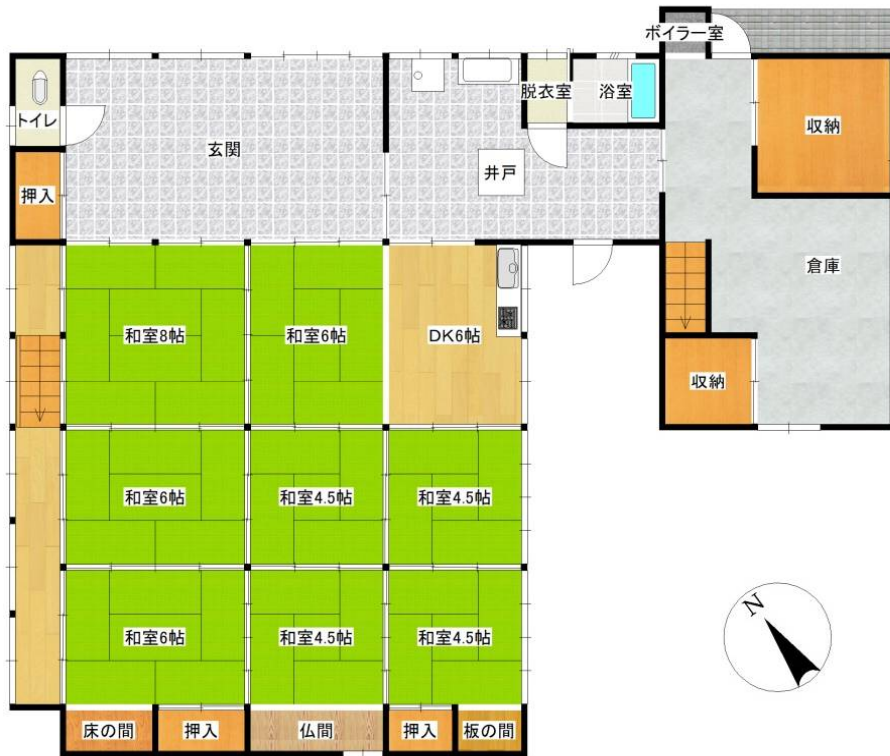 ボイラー室
トイレ
脱衣室
浴室
収納
玄関
井戸
押入
倉庫
和室8帖
和室6帖
DK6帖
収納
和室6帖
和室4.5帖
和室4.5帖
N
和室6帖
和室4.5帖
和室4.5帖
床の間
押入
仏間
押入
板の間